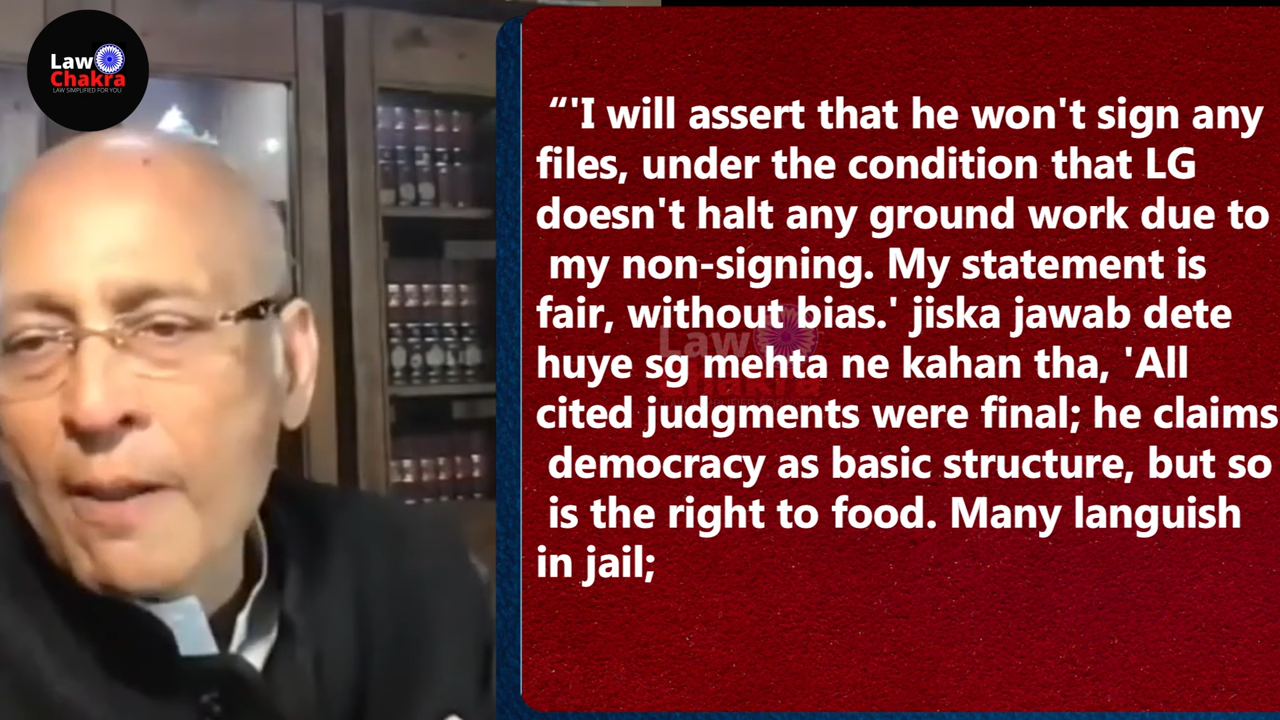 Law
Chakra
LAW SIMPLIFIED FOR YOU
“'I will assert that he won't sign any
files, under the condition that LG
doesn't halt any ground work due to
my non-signing. My statement is
fair, without bias.' jiska jawab dete
huye sg mehta ne kahan tha, 'All
cited judgments were final; he claims
democracy as basic structure, but so
is the right to food. Many languish
in jail;